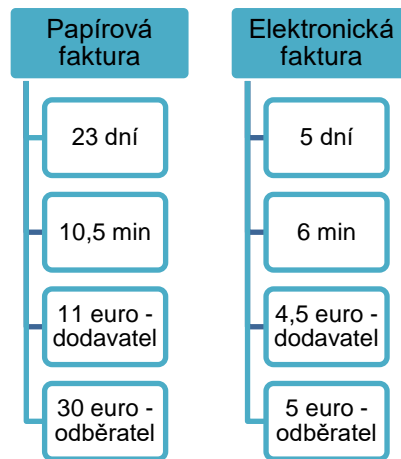 Papírová
faktura
23 dní
10,5 min
11 euro -
dodavatel
30 euro -
odběratel
Elektronická
faktura
5 dní
6 min
4,5 euro -
dodavatel
5 euro -
odběratel